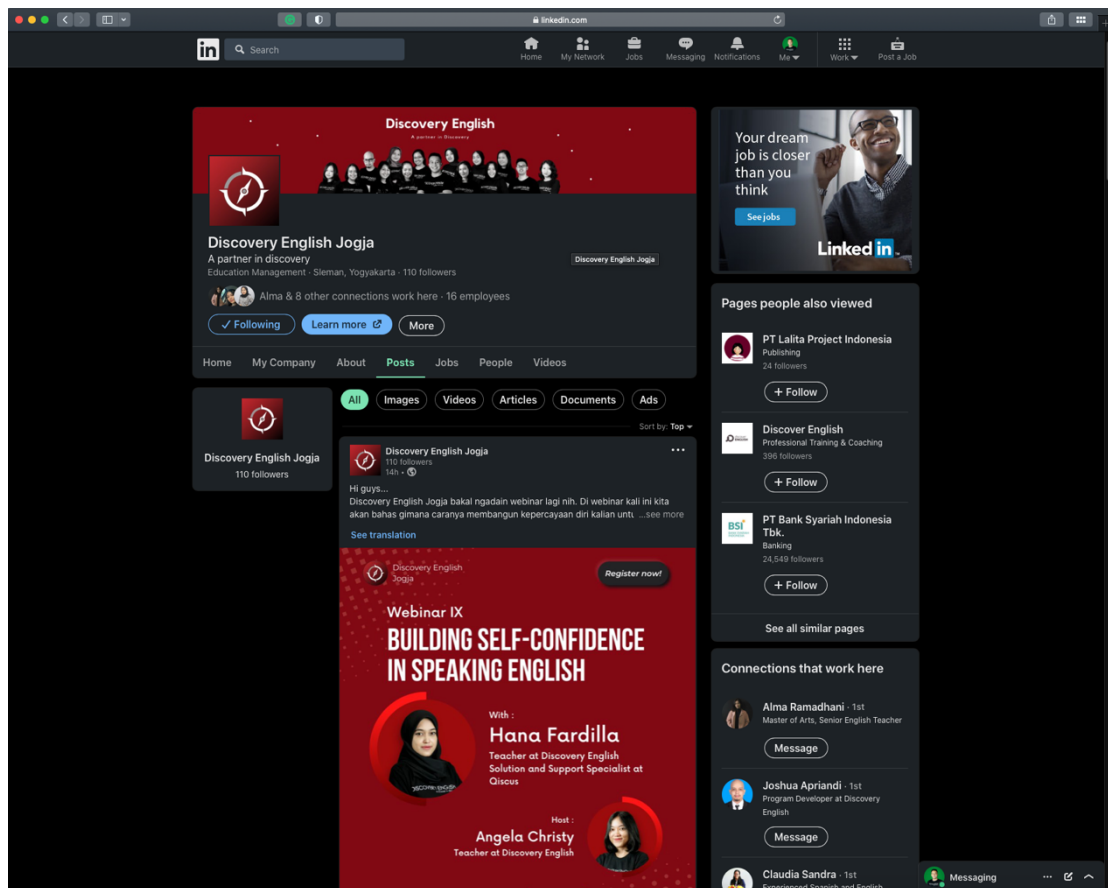 linkedin.com
in
Search
Home
My Network
Jobs
Messaging
Notifications
Me
Work
Post a Job
Discovery English
A partner in Discovery
Discovery English Jogja
A partner in discovery
Education Management · Sleman, Yogyakarta · 110 followers
Discovery English Jogja
Alma & 8 other connections work here · 16 employees
Following
Learn more
More
Home
My Company
About
Posts
Jobs
People
Videos
Discovery English Jogja
110 followers
All
Images
Videos
Articles
Documents
Ads
Sort by: Top
Discovery English Jogja
110 followers
14h •
Hi guys...
Discovery English Jogja bakal ngadain webinar lagi nih. Di webinar kali ini kita
akan bahas gimana caranya membangun kepercayaan diri kalian ...see more
See translation
Discovery English
Jogja
Register now!
Webinar IX
BUILDING SELF-CONFIDENCE
IN SPEAKING ENGLISH
With :
Hana Fardilla
Teacher at Discovery English
Solution and Support Specialist at
Qiscus
Host :
Angela Christy
Teacher at Discovery English
Your dream
job is closer
than you
think
See jobs
Linked in
Pages people also viewed
PT Lalita Project Indonesia
Publishing
24 followers
+ Follow
Discover English
Professional Training & Coaching
396 followers
+ Follow
BSI
PT Bank Syariah Indonesia
Tbk.
Banking
24,549 followers
+ Follow
See all similar pages
Connections that work here
Alma Ramadhani · 1st
Master of Arts, Senior English Teacher
Message
Joshua Apriandi · 1st
Program Developer at Discovery
English
Message
Claudia Sandra · 1st
Experienced Spanish and English
Messaging